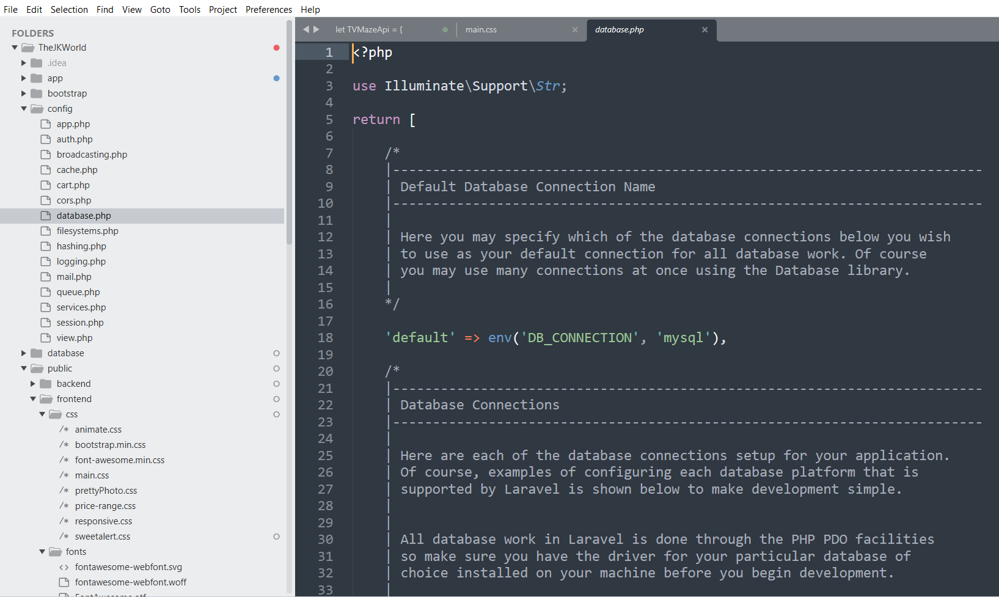 File Edit Selection Find View Goto Tools Project Preferences Help
FOLDERS
TheJKWorld
.idea
app
bootstrap
config
app.php
auth.php
broadcasting.php
cache.php
cart.php
cors.php
database.php
filesystems.php
hashing.php
logging.php
mail.php
queue.php
services.php
session.php
view.php
database
public
backend
frontend
css
/* animate.css
/* bootstrap.min.css
/* font-awesome.min.css
/* main.css
/* prettyPhoto.css
/* price-range.css
/* responsive.css
/* sweetalert.css
fonts
<> fontawesome-webfont.svg
fontawesome-webfont.woff
FontAwesome.otf
let TVMazeApi = { main.css × database.php ×
1 <?php
2
3 use Illuminate\Support\Str;
4
5 return [
6
7 /*
8 |--------------------------------------------------------------------------
9 | Default Database Connection Name
10 |--------------------------------------------------------------------------
11 |
12 | Here you may specify which of the database connections below you wish
13 | to use as your default connection for all database work. Of course
14 | you may use many connections at once using the Database library.
15 |
16 */
17
18 'default' => env('DB_CONNECTION', 'mysql'),
19
20 /*
21 |--------------------------------------------------------------------------
22 | Database Connections
23 |--------------------------------------------------------------------------
24 |
25 | Here are each of the database connections setup for your application.
26 | Of course, examples of configuring each database platform that is
27 | supported by Laravel is shown below to make development simple.
28 |
29 |
30 | All database work in Laravel is done through the PHP PDO facilities
31 | so make sure you have the driver for your particular database of
32 | choice installed on your machine before you begin development.
33 |